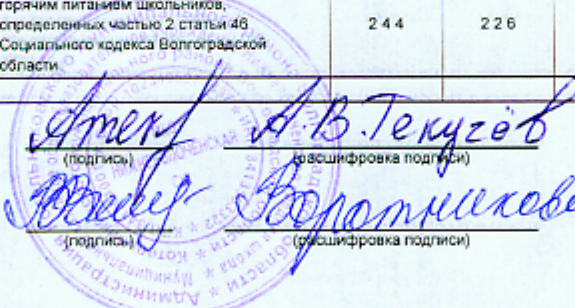 горячим питанием школьников,
определенных частью 2 статьи 46
Социального кодекса Волгоградской
области
244 226
А.В. Текучёв
(подпись) (расшифровка подписи)
Воротникова
(подпись) (расшифровка подписи)